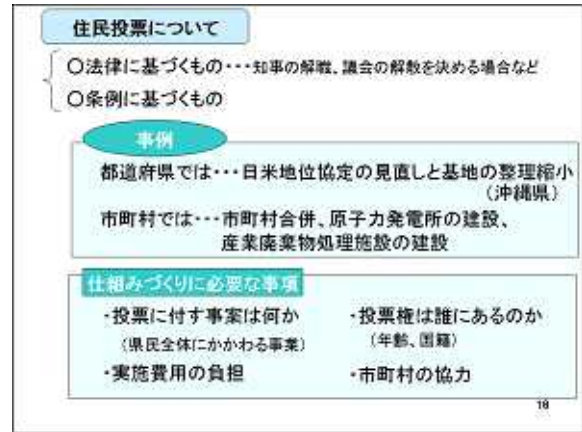 住民投票について
○法律に基づくもの・・・知事の解職、議会の解散を決める場合など
○条例に基づくもの
事例
都道府県では・・・日米地位協定の見直しと基地の整理縮小
（沖縄県）
市町村では・・・市町村合併、原子力発電所の建設、
産業廃棄物処理施設の建設
仕組みづくりに必要な事項
・投票に付す事案は何か
（県民全体にかかわる事業）
・投票権は誰にあるのか
（年齢、国籍）
・実施費用の負担
・市町村の協力
18